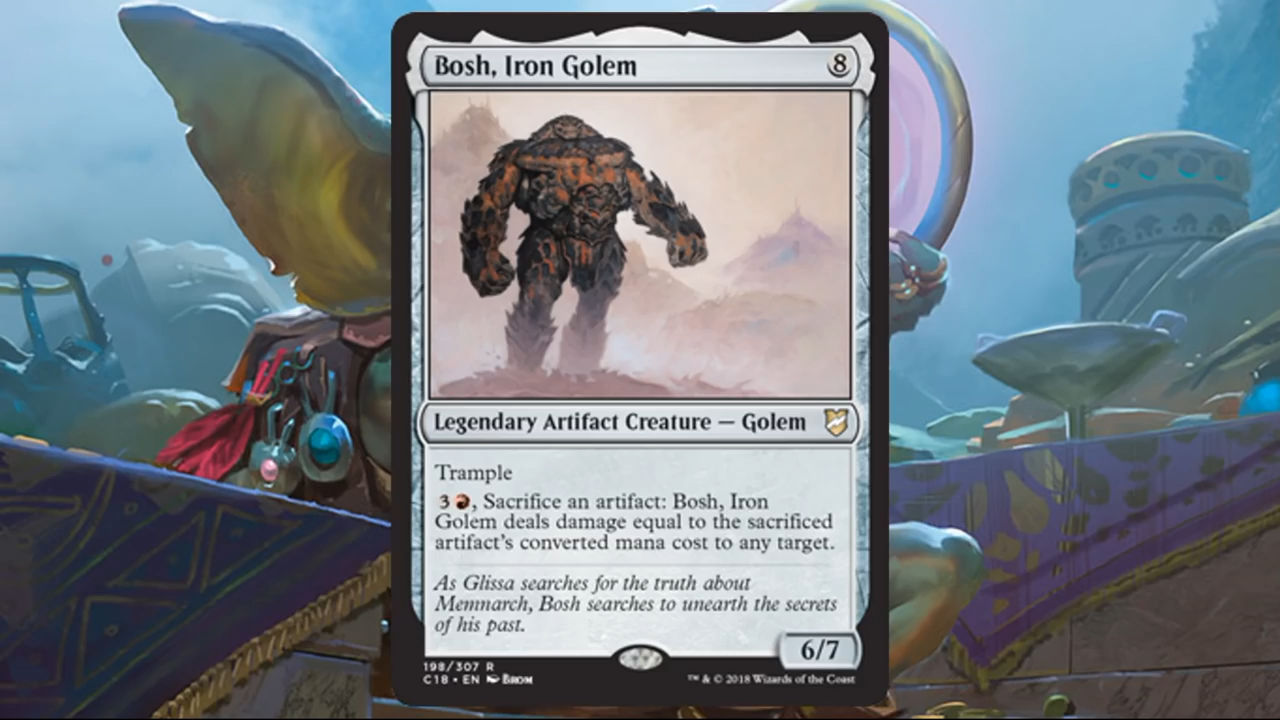 Bosh, Iron Golem 8
Legendary Artifact Creature — Golem
Trample
3 , Sacrifice an artifact: Bosh, Iron
Golem deals damage equal to the sacrificed
artifact's converted mana cost to any target.
As Glissa searches for the truth about
Memnarch, Bosh searches to unearth the secrets
of his past.
6/7
198/307 R
C18 • EN Brom
™ & © 2018 Wizards of the Coast